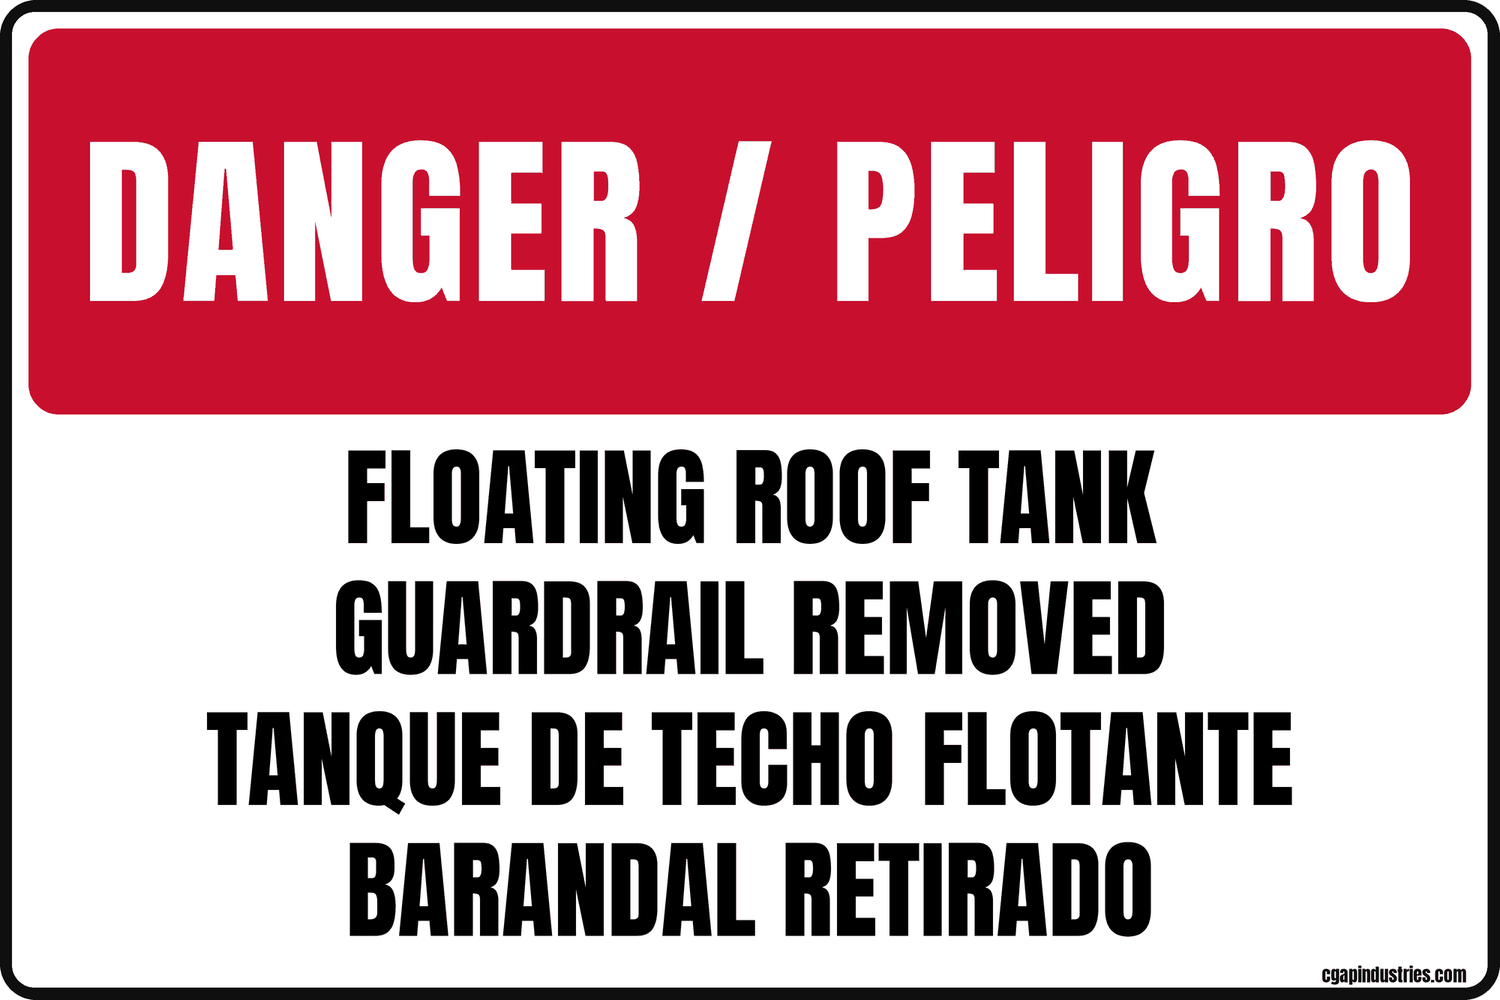 DANGER / PELIGRO
FLOATING ROOF TANK
GUARDRAIL REMOVED
TANQUE DE TECHO FLOTANTE
BARANDAL RETIRADO
cgapindustries.com